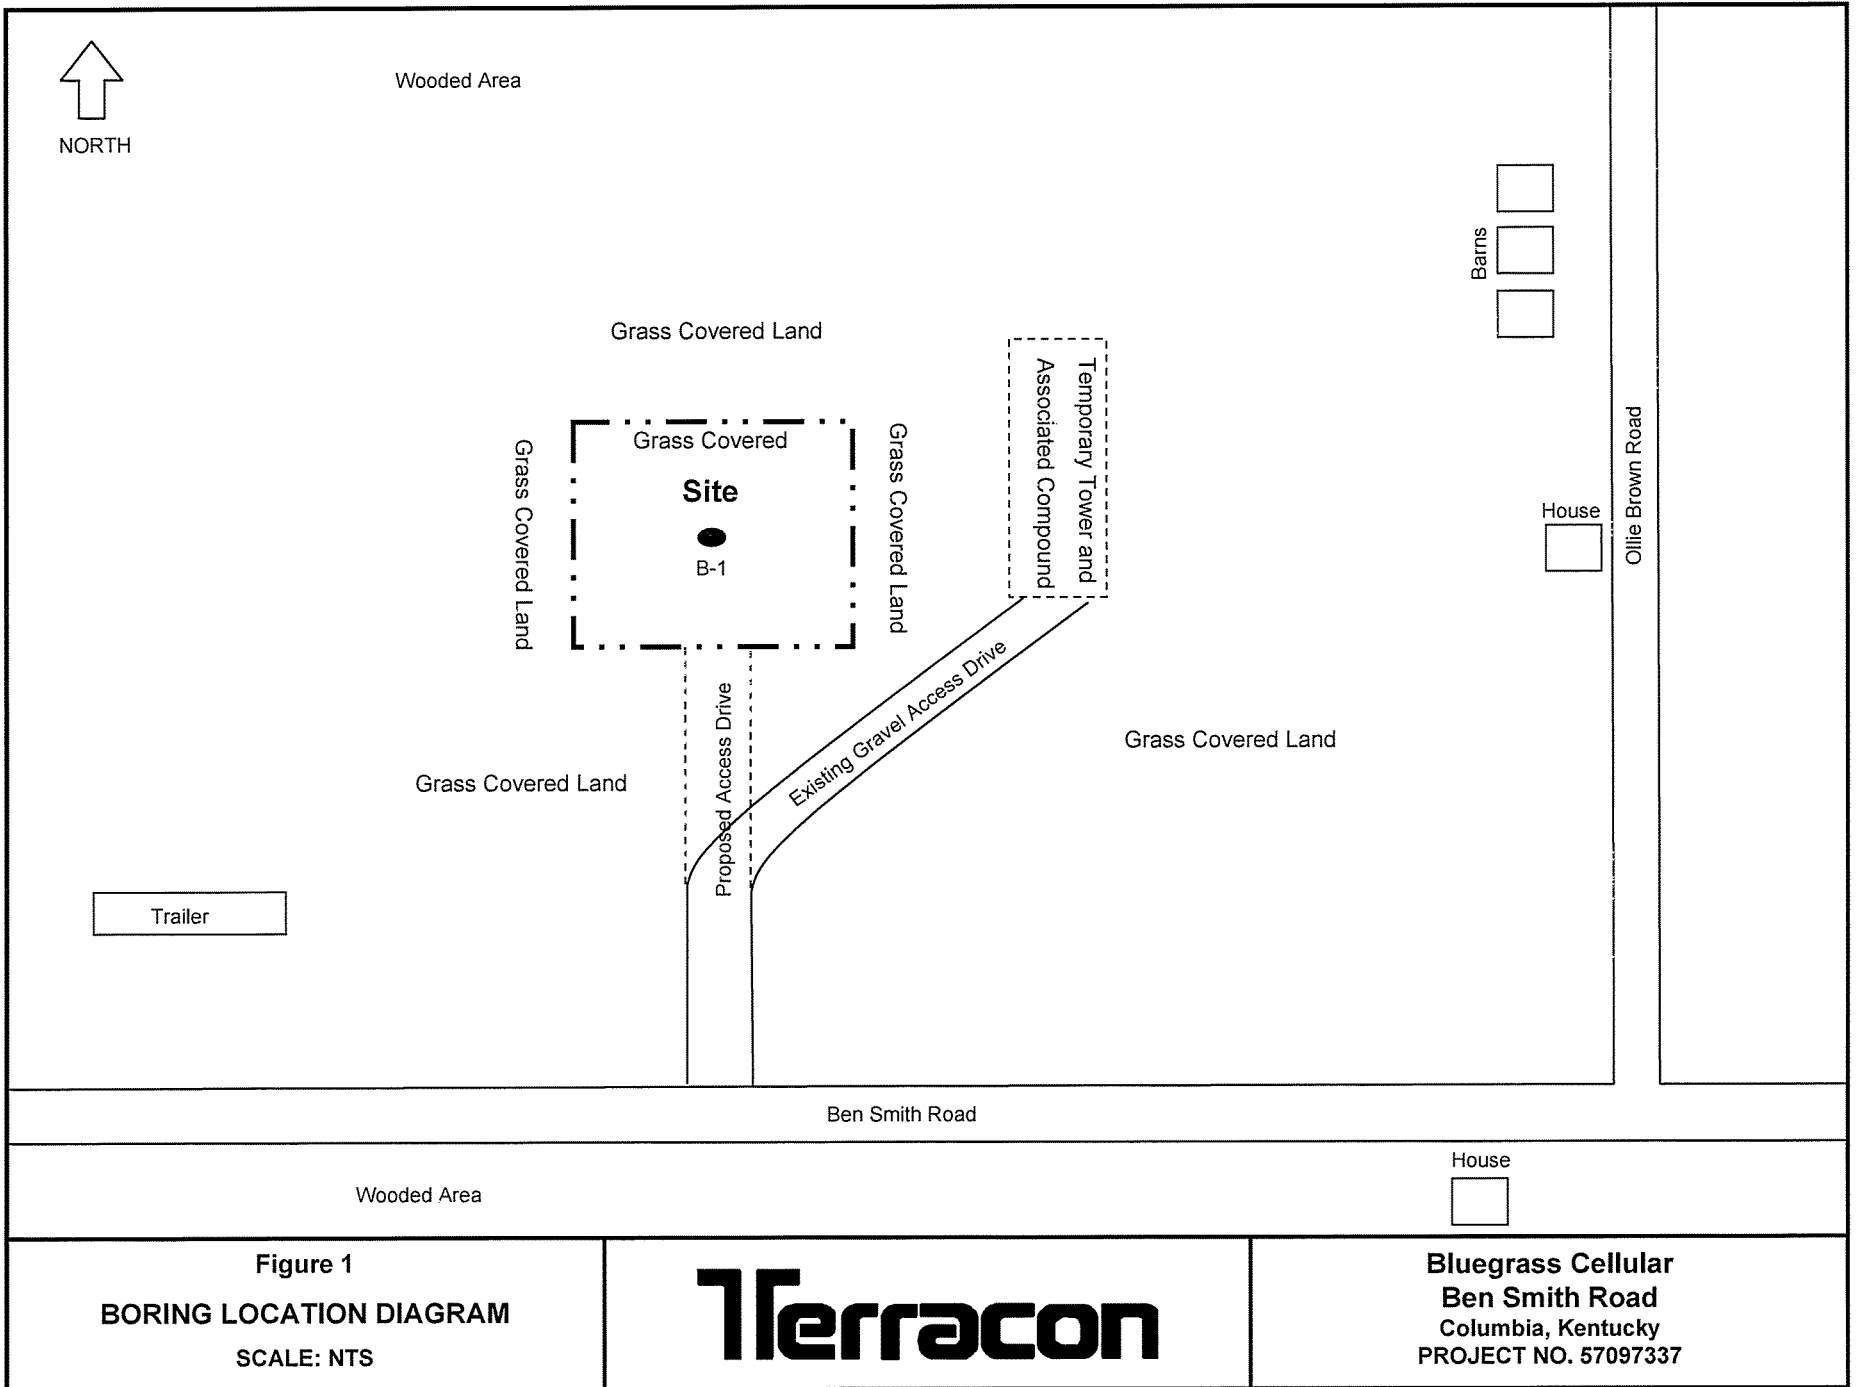 Wooded Area
NORTH
Barns
Grass Covered Land
Temporary Tower and
Associated Compound
Grass Covered
Site
B-1
Grass Covered Land
Grass Covered Land
Ollie Brown Road
House
Proposed Access Drive
Existing Gravel Access Drive
Grass Covered Land
Grass Covered Land
Trailer
Ben Smith Road
House
Wooded Area
Figure 1
BORING LOCATION DIAGRAM
SCALE: NTS
Terracon
Bluegrass Cellular
Ben Smith Road
Columbia, Kentucky
PROJECT NO. 57097337